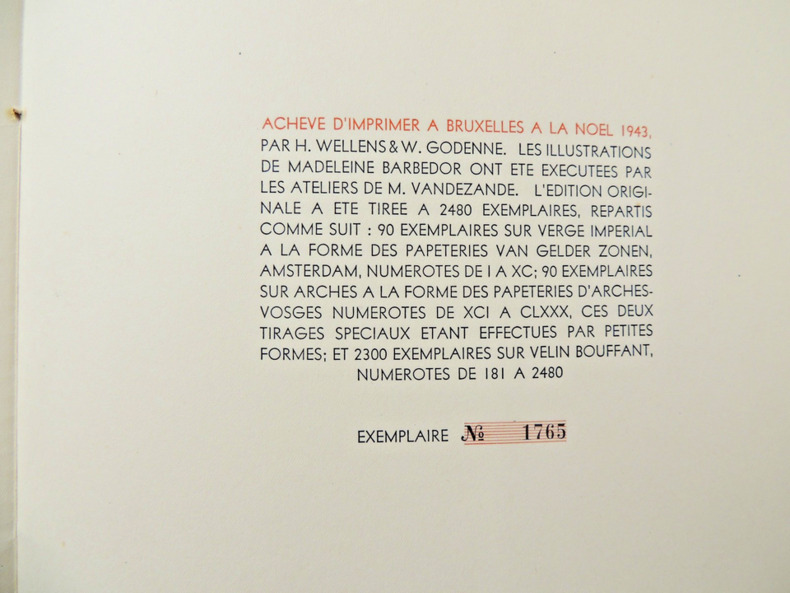 ACHEVE D'IMPRIMER A BRUXELLES A LA NOEL 1943,
PAR H. WELLENS & W. GODENNE. LES ILLUSTRATIONS
DE MADELEINE BARBEDOR ONT ETE EXECUTEES PAR
LES ATELIERS DE M. VANDEZANDE. L'EDITION ORIGI-
NALE A ETE TIREE A 2480 EXEMPLAIRES, REPARTIS
COMME SUIT : 90 EXEMPLAIRES SUR VERGE IMPERIAL
A LA FORME DES PAPETERIES VAN GELDER ZONEN,
AMSTERDAM, NUMEROTES DE I A XC; 90 EXEMPLAIRES
SUR ARCHES A LA FORME DES PAPETERIES D'ARCHES-
VOSGES NUMEROTES DE XCI A CLXXX, CES DEUX
TIRAGES SPECIAUX ETANT EFFECTUES PAR PETITES
FORMES; ET 2300 EXEMPLAIRES SUR VELIN BOUFFANT,
NUMEROTES DE 181 A 2480
EXEMPLAIRE № 1765